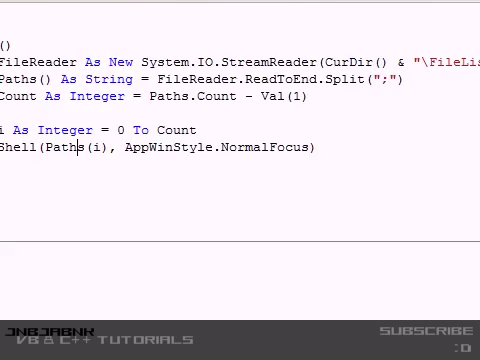 ()
FileReader As New System.IO.StreamReader(CurDir() & "\FileLis
Paths() As String = FileReader.ReadToEnd.Split(";")
Count As Integer = Paths.Count - Val(1)
i As Integer = 0 To Count
Shell(Paths(i), AppWinStyle.NormalFocus)
JNBJABNK
VB & C++ TUTORIALS
SUBSCRIBE
:D